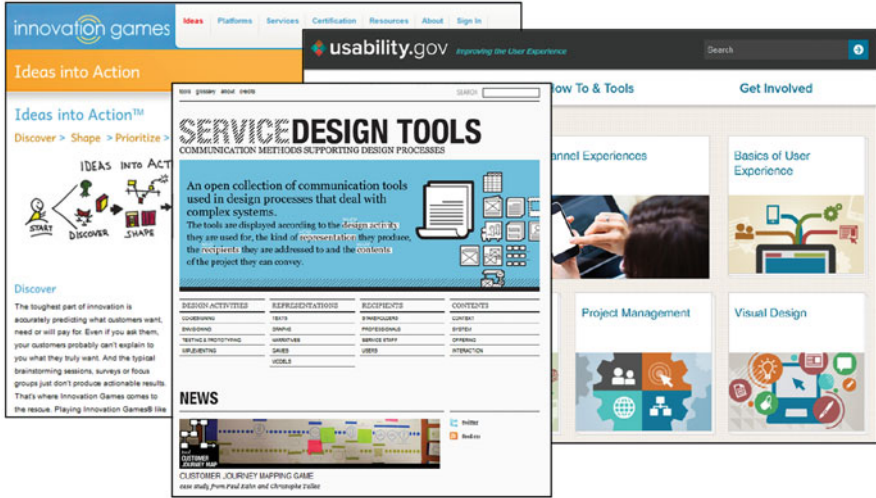 innovation games
Ideas
Platforms
Services
Certification
Resources
About
Sign In
Ideas into Action
Ideas into Action™
Discover > Shape > Prioritize >
IDEAS INTO ACT
START
DISCOVER
SHAPE
Discover
The toughest part of innovation is
accurately predicting what customers want,
need or will pay for. Even if you ask them,
your customers probably can't explain to
you what they truly want. And the typical
brainstorming sessions, surveys or focus
groups just don't produce actionable results.
That's where Innovation Games comes to
the rescue. Playing Innovation Games® like
usability.gov
Improving the User Experience
Search
How To & Tools
Get Involved
annel Experiences
Basics of User
Experience
Project Management
Visual Design
tools glossary about credits
SEARCH
SERVICEDESIGN TOOLS
COMMUNICATION METHODS SUPPORTING DESIGN PROCESSES
An open collection of communication tools
used in design processes that deal with
complex systems.
The tools are displayed according to the design activity
they are used for, the kind of representation they produce,
the recipients they are addressed to and the contents
of the project they can convey.
DESIGN ACTIVITIES
CODESIGNING
ENVISIONING
TESTING & PROTOTYPING
IMPLEMENTING
REPRESENTATIONS
TEXTS
GRAPHS
NARRATIVES
GAMES
MODELS
RECIPIENTS
STAKEHOLDERS
PROFESSIONALS
SERVICE STAFF
USERS
CONTENTS
CONTEXT
SYSTEM
OFFERING
INTERACTION
NEWS
twitter
CUSTOMER
JOURNEY MAP
CUSTOMER JOURNEY MAPPING GAME
case study from Paul Kahn and Christophe Tallec